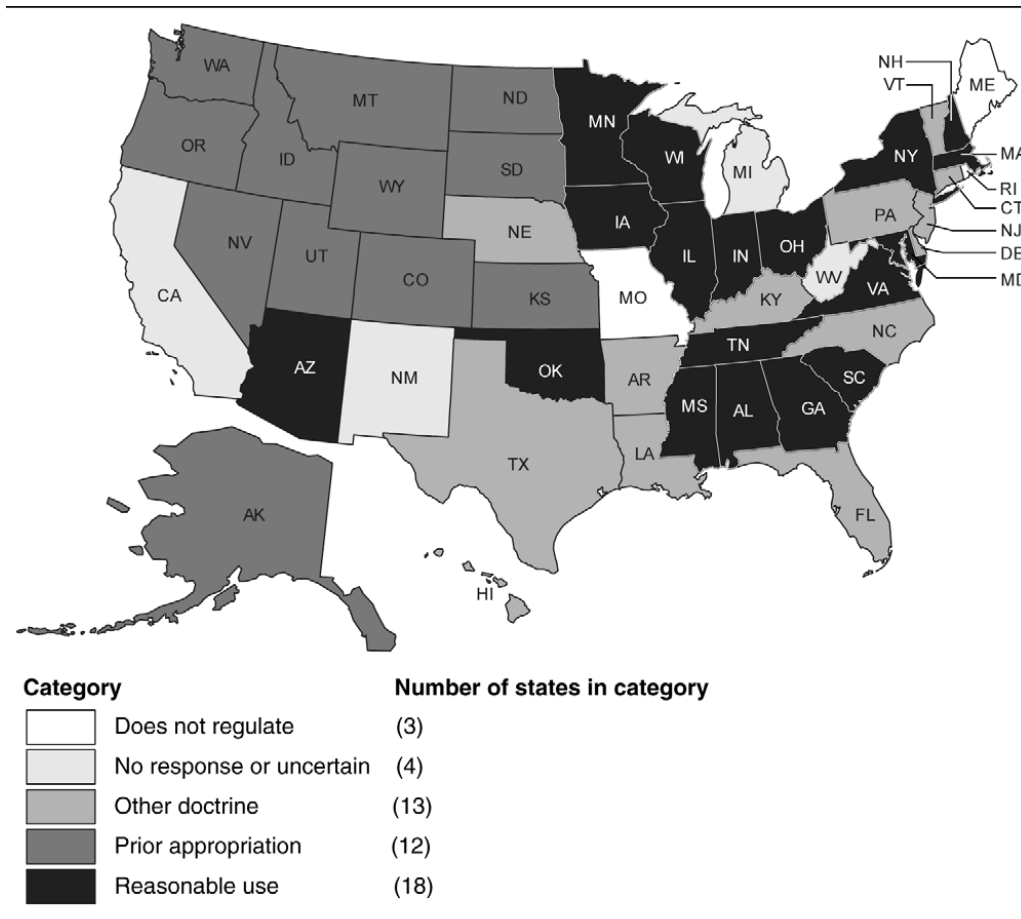 WA
MT
ND
MN
OR
ID
SD
WI
WY
MI
NY
NH
VT
ME
MA
RI
CT
NJ
DE
MD
NV
UT
CO
NE
IA
IL
IN
OH
PA
CA
KS
MO
KY
WV
VA
AZ
NM
OK
AR
TN
NC
SC
MS
AL
GA
TX
LA
FL
AK
HI
Category
Number of states in category
Does not regulate (3)
No response or uncertain (4)
Other doctrine (13)
Prior appropriation (12)
Reasonable use (18)